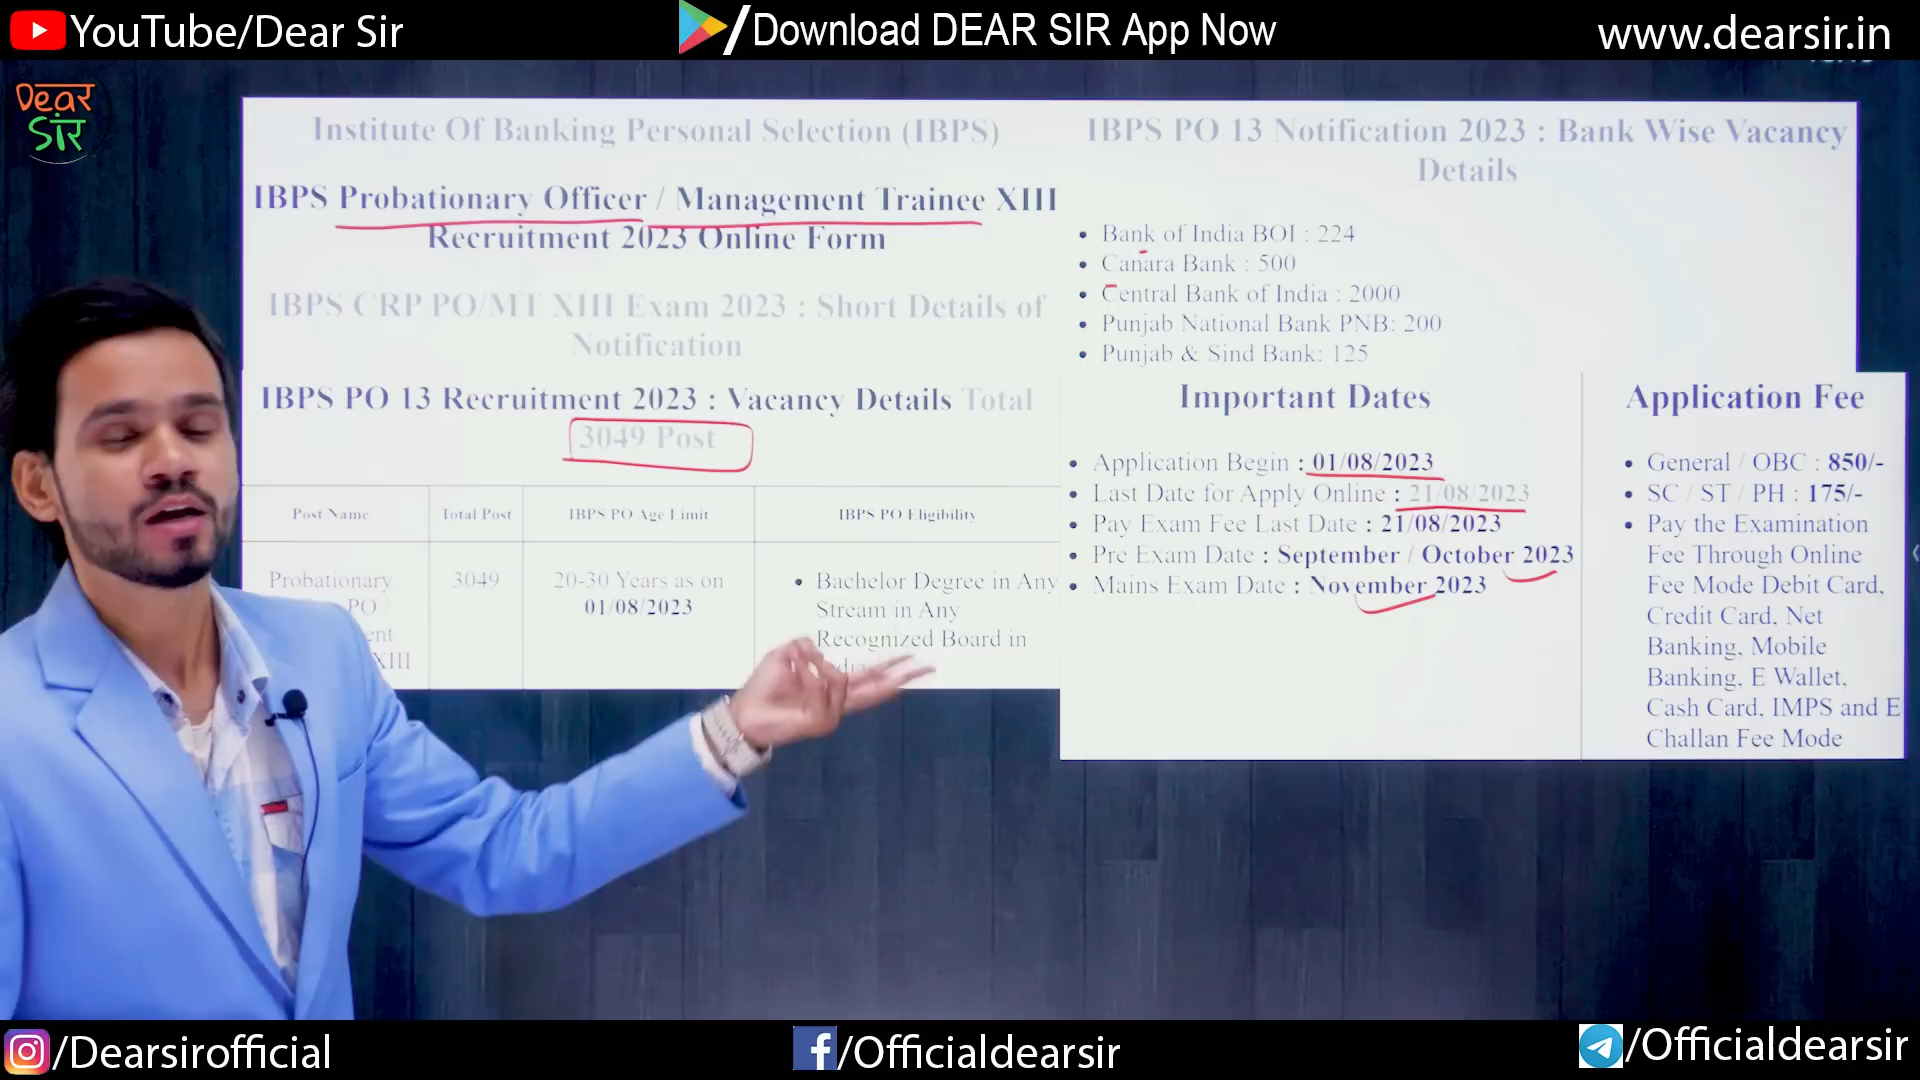 YouTube/Dear Sir
/Download DEAR SIR App Now
www.dearsir.in
Dearर
सर
Institute Of Banking Personal Selection (IBPS)
IBPS Probationary Officer / Management Trainee XIII
Recruitment 2023 Online Form
IBPS CRP PO/MT XIII Exam 2023 : Short Details of
Notification
IBPS PO 13 Recruitment 2023 : Vacancy Details Total
3049 Post
Post Name
Total Post
IBPS PO Age Limit
IBPS PO Eligibility
Probationary
PO /
XIII
3049
20-30 Years as on
01/08/2023
• Bachelor Degree in Any
Stream in Any
Recognized Board in
IBPS PO 13 Notification 2023 : Bank Wise Vacancy
Details
• Bank of India BOI : 224
• Canara Bank : 500
• Central Bank of India : 2000
• Punjab National Bank PNB: 200
• Punjab & Sind Bank: 125
Important Dates
• Application Begin : 01/08/2023
• Last Date for Apply Online : 21/08/2023
• Pay Exam Fee Last Date : 21/08/2023
• Pre Exam Date : September / October 2023
• Mains Exam Date : November 2023
Application Fee
• General / OBC : 850/-
• SC / ST / PH : 175/-
• Pay the Examination
Fee Through Online
Fee Mode Debit Card,
Credit Card, Net
Banking, Mobile
Banking, E Wallet,
Cash Card, IMPS and E
Challan Fee Mode
/Dearsirofficial
/Officialdearsir
/Officialdearsir